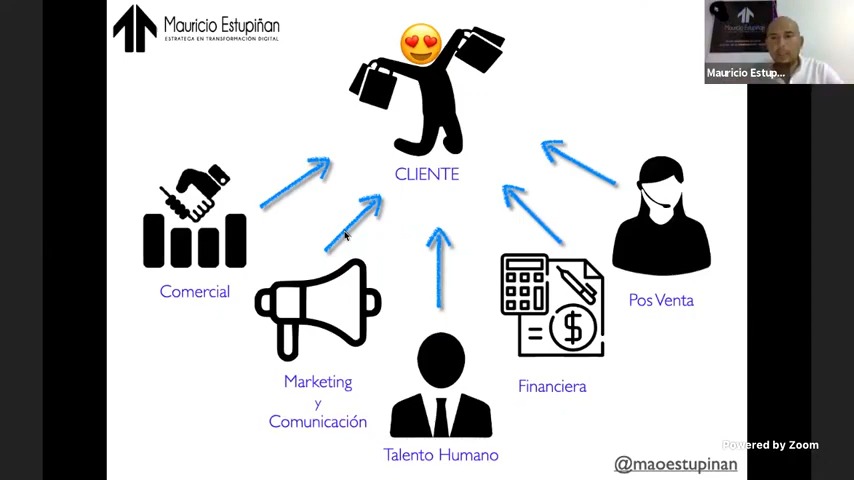 Mauricio Estupiñan
ESTRATEGA EN TRANSFORMACIÓN DIGITAL
Mauricio Estup...
CLIENTE
Comercial
Pos Venta
Marketing
y
Comunicación
Financiera
Talento Humano
Powered by Zoom
@maoestupinan